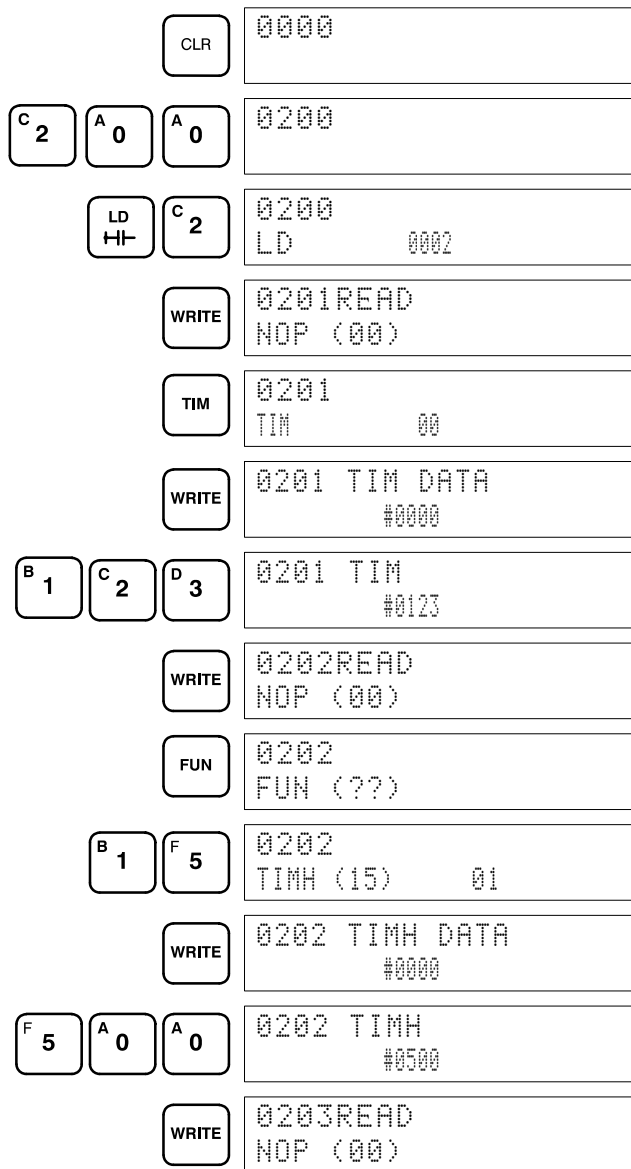 CLR
0000
C 2 A 0 A 0
0200
LD C 2
0200
LD 0002
WRITE
0201READ
NOP (00)
TIM
0201
TIM 00
WRITE
0201 TIM DATA
#0000
B 1 C 2 D 3
0201 TIM
#0123
WRITE
0202READ
NOP (00)
FUN
0202
FUN (??)
B 1 F 5
0202
TIMH (15) 01
WRITE
0202 TIMH DATA
#0000
F 5 A 0 A 0
0202 TIMH
#0500
WRITE
0203READ
NOP (00)